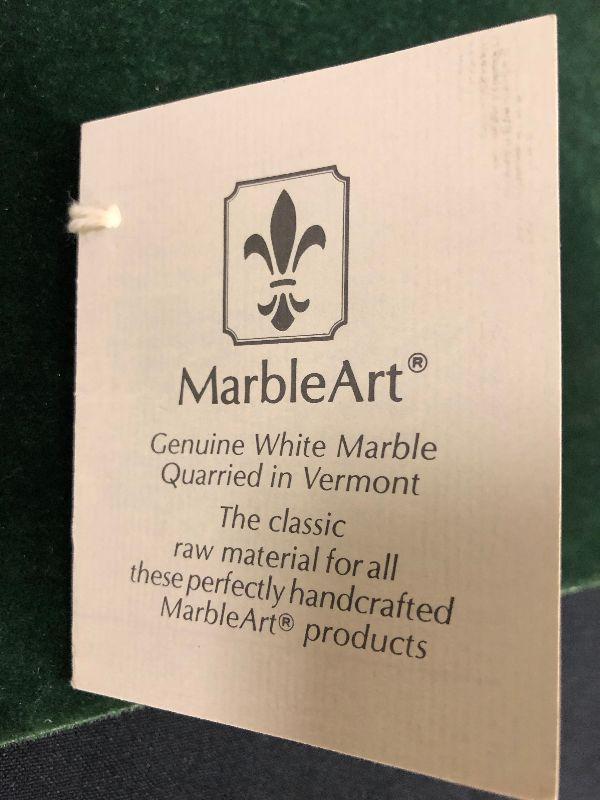 MarbleArt®
Genuine White Marble
Quarried in Vermont
The classic
raw material for all
these perfectly handcrafted
MarbleArt® products